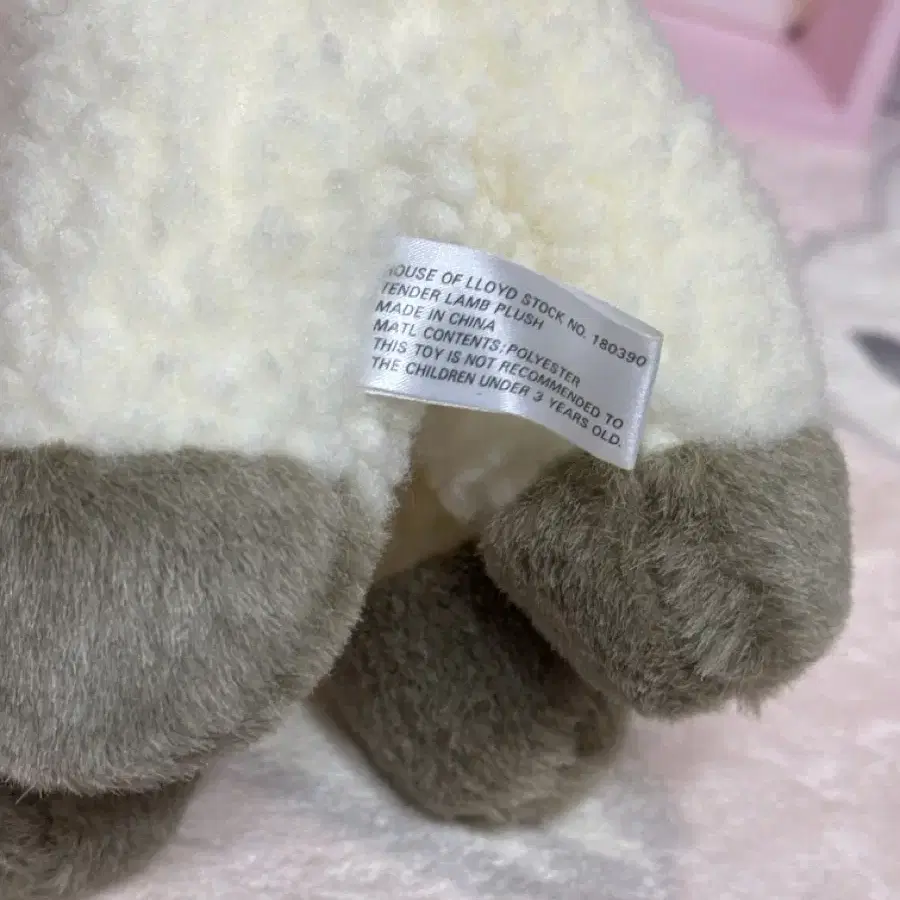 HOUSE OF LLOYD STOCK NO. 180390
TENDER LAMB PLUSH
MADE IN CHINA
MATL CONTENTS: POLYESTER
THIS TOY IS NOT RECOMMENDED TO
THE CHILDREN UNDER 3 YEARS OLD.